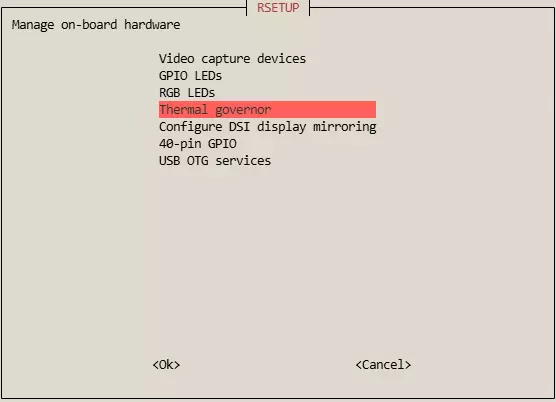 RSETUP
Manage on-board hardware
Video capture devices
GPIO LEDs
RGB LEDs
Thermal governor
Configure DSI display mirroring
40-pin GPIO
USB OTG services
<Ok> <Cancel>